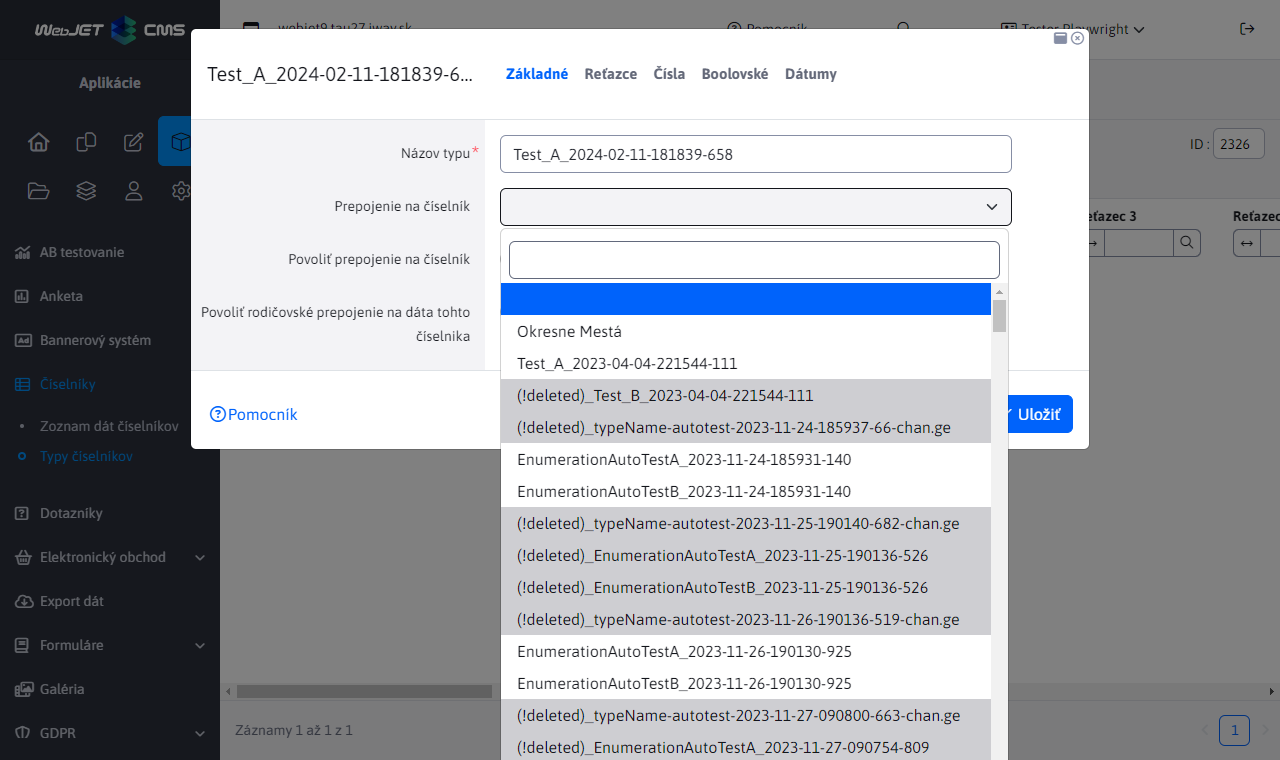 WebJET CMS
webjet9.tau27.iway.sk
Pomocník
Tester Playwright
Aplikácie
AB testovanie
Anketa
Bannerový systém
Číselníky
Zoznam dát číselníkov
Typy číselníkov
Dotazníky
Elektronický obchod
Export dát
Formuláre
Galéria
GDPR
Test_A_2024-02-11-181839-6...
Základné
Reťazce
Čísla
Boolovské
Dátumy
Názov typu*
Test_A_2024-02-11-181839-658
Prepojenie na číselník
Povoliť prepojenie na číselník
Povoliť rodičovské prepojenie na dáta tohto
číselnika
Okresne Mestá
Test_A_2023-04-04-221544-111
(!deleted)_Test_B_2023-04-04-221544-111
(!deleted)_typeName-autotest-2023-11-24-185937-66-chan.ge
EnumerationAutoTestA_2023-11-24-185931-140
EnumerationAutoTestB_2023-11-24-185931-140
(!deleted)_typeName-autotest-2023-11-25-190140-682-chan.ge
(!deleted)_EnumerationAutoTestA_2023-11-25-190136-526
(!deleted)_EnumerationAutoTestB_2023-11-25-190136-526
(!deleted)_typeName-autotest-2023-11-26-190136-519-chan.ge
EnumerationAutoTestA_2023-11-26-190130-925
EnumerationAutoTestB_2023-11-26-190130-925
(!deleted)_typeName-autotest-2023-11-27-090800-663-chan.ge
(!deleted)_EnumerationAutoTestA_2023-11-27-090754-809
Pomocník
Uložiť
ID : 2326
eťazec 3
Reťazec
Záznamy 1 až 1 z 1
1